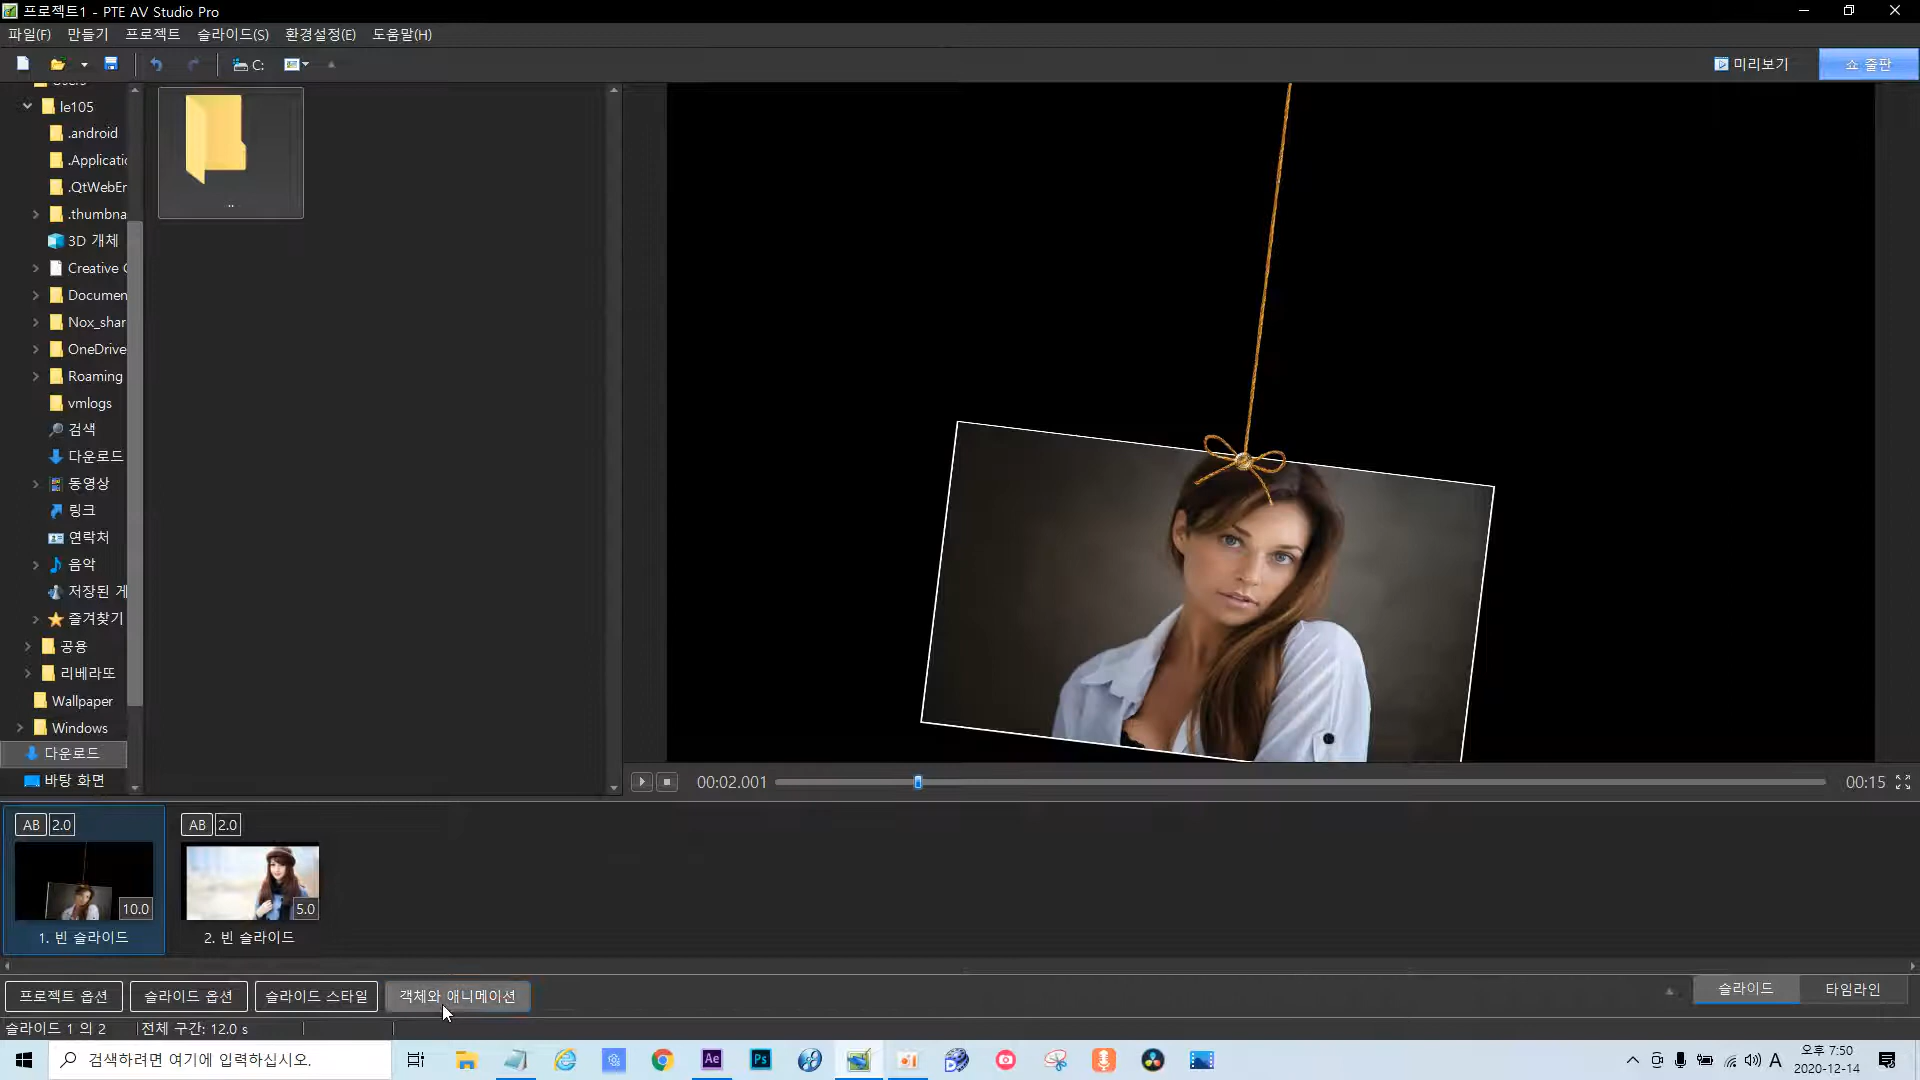 프로젝트1 - PTE AV Studio Pro
파일(F) 만들기 프로젝트 슬라이드(S) 환경설정(E) 도움말(H)
C:
미리보기
쇼 출판
le105
.android
.Applicatio
.QtWebEn
.thumbna
3D 개체
Creative C
Documen
Nox_shar
OneDrive
Roaming
vmlogs
검색
다운로드
동영상
링크
연락처
음악
저장된 게
즐겨찾기
공용
리베라또
Wallpaper
Windows
다운로드
바탕 화면
..
00:02.001
00:15
AB 2.0
10.0
1. 빈 슬라이드
AB 2.0
5.0
2. 빈 슬라이드
프로젝트 옵션 슬라이드 옵션 슬라이드 스타일 객체와 애니메이션
슬라이드 타임라인
슬라이드 1 의 2 전체 구간: 12.0 s
검색하려면 여기에 입력하십시오.
Ae
Ps
A
오후 7:50
2020-12-14